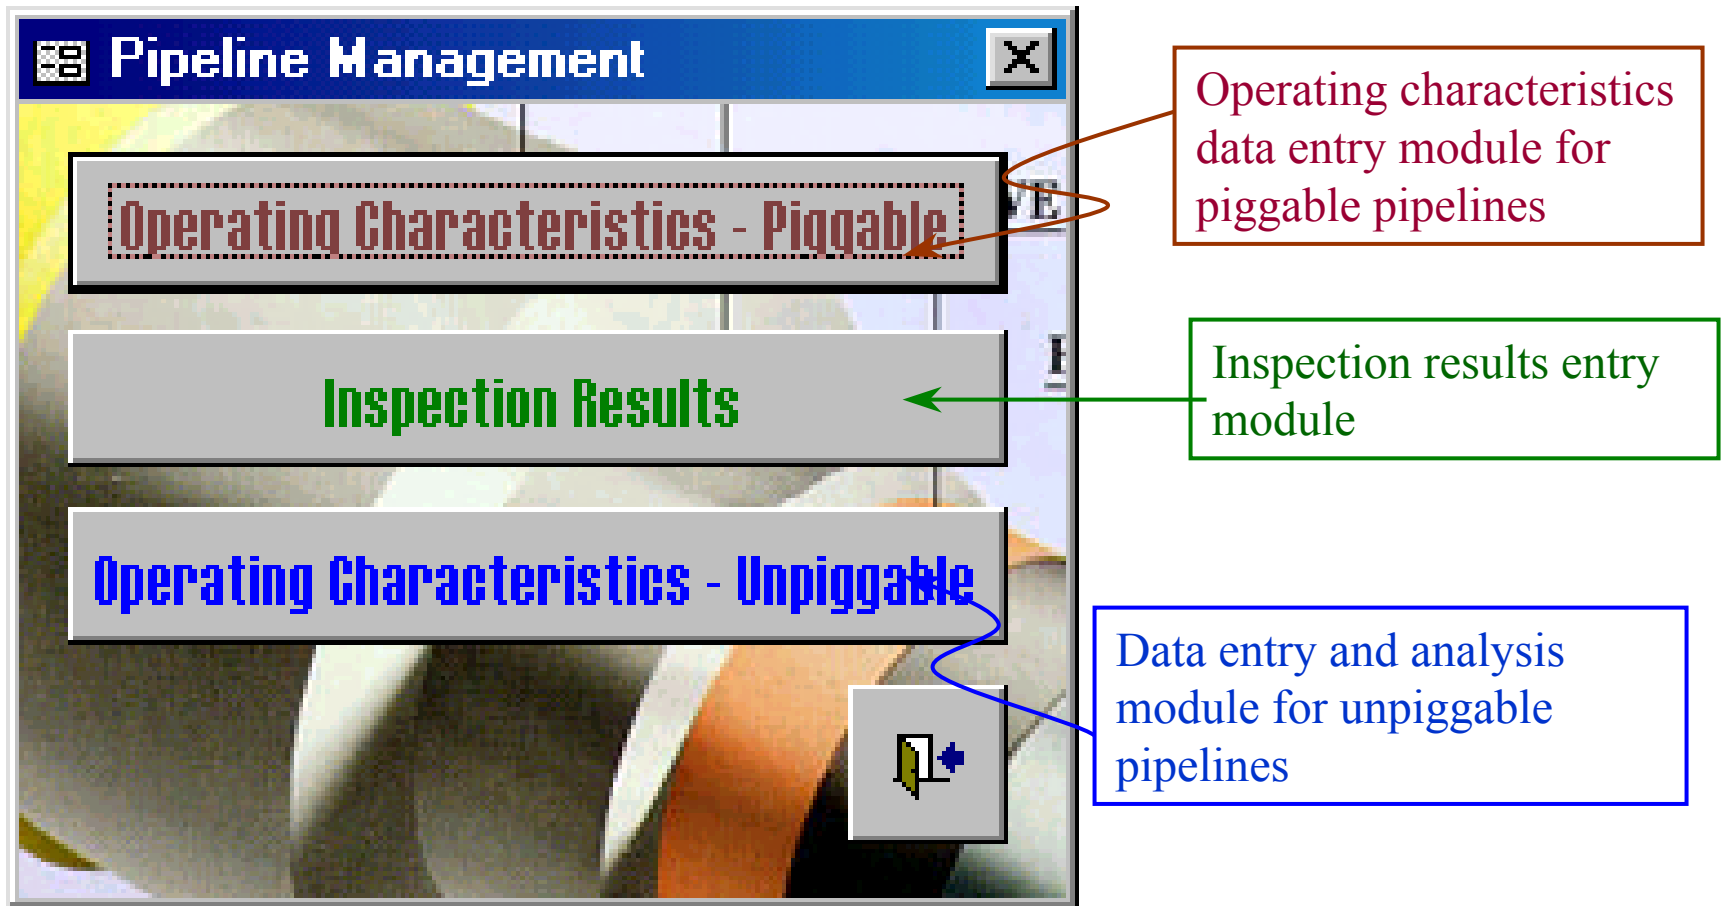 Pipeline Management
Operating Characteristics - Piggable
Inspection Results
Operating Characteristics - Unpiggable
Operating characteristics
data entry module for
piggable pipelines
Inspection results entry
module
Data entry and analysis
module for unpiggable
pipelines